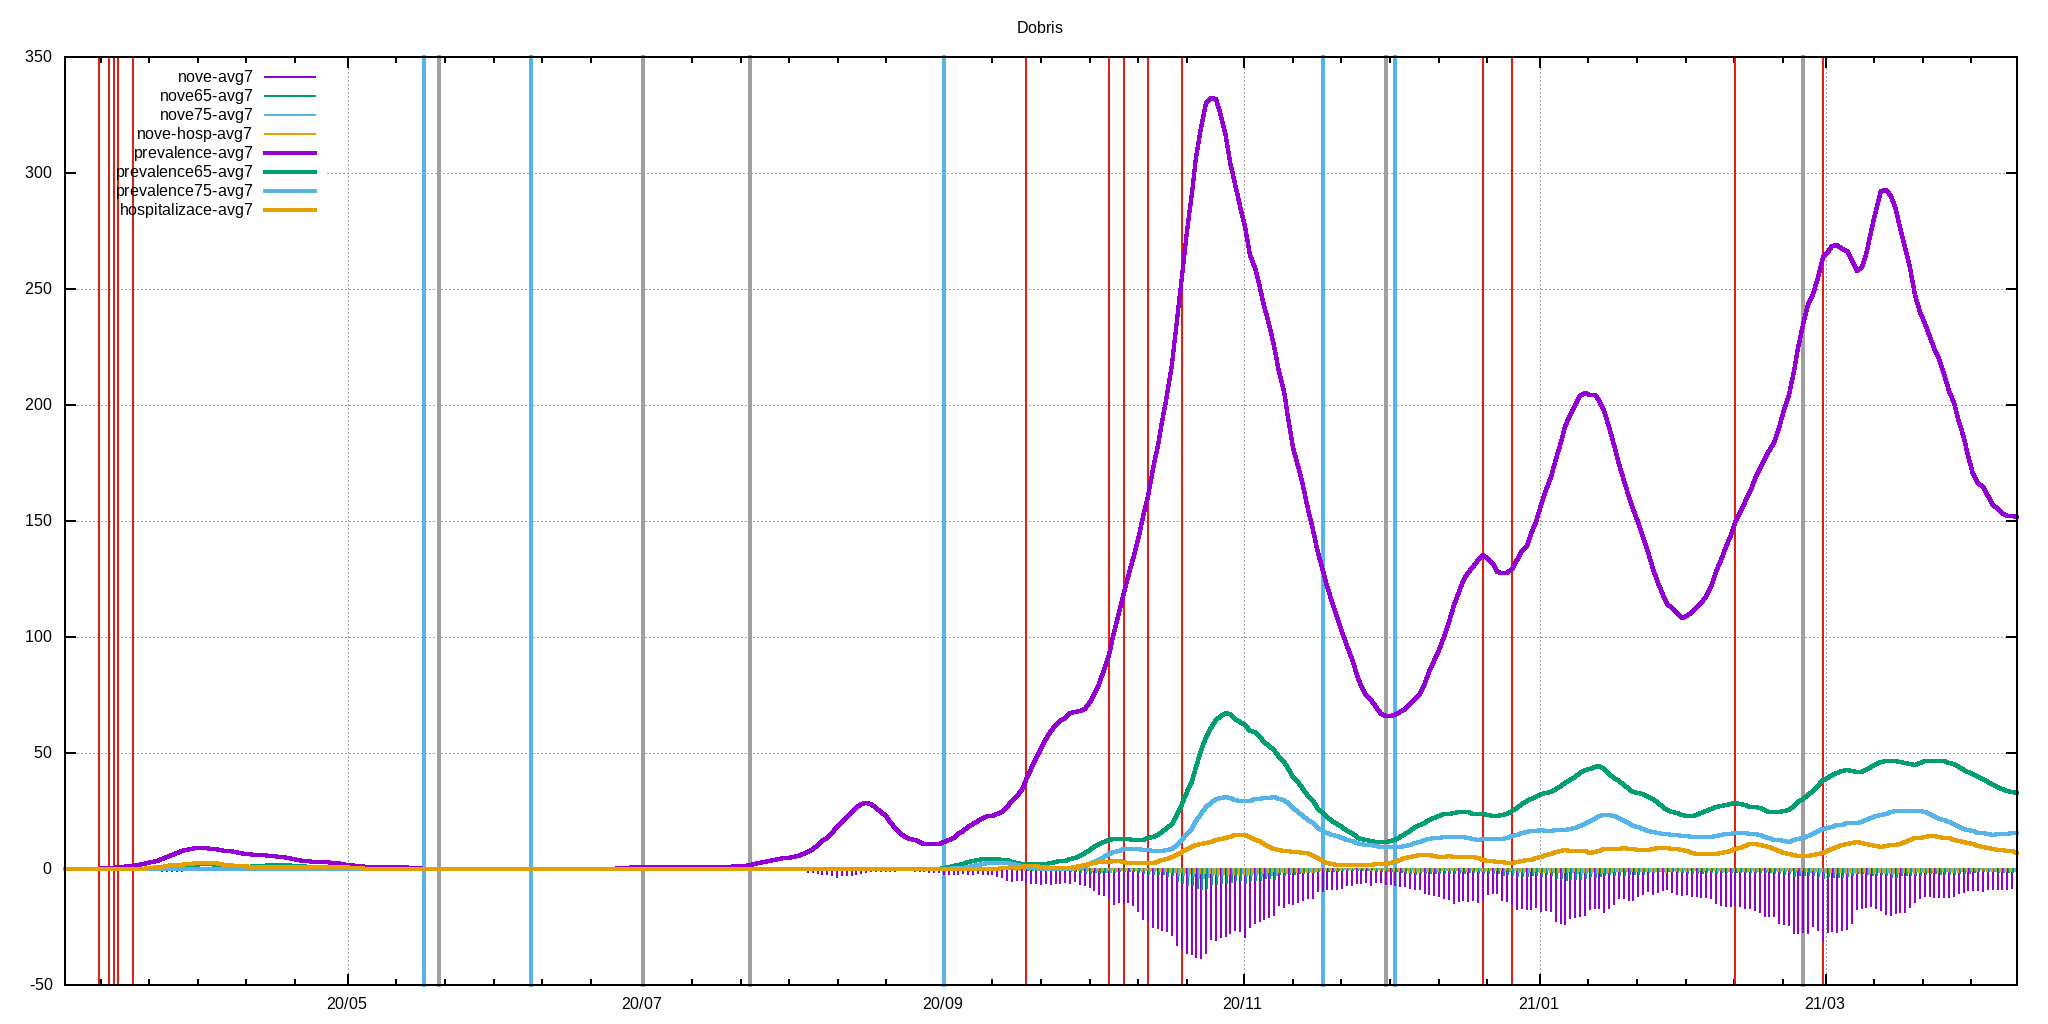 Dobris
350
300
250
200
150
100
50
0
-50
nove-avg7
nove65-avg7
nove75-avg7
nove-hosp-avg7
prevalence-avg7
prevalence65-avg7
prevalence75-avg7
hospitalizace-avg7
20/05 20/07 20/09 20/11 21/01 21/03